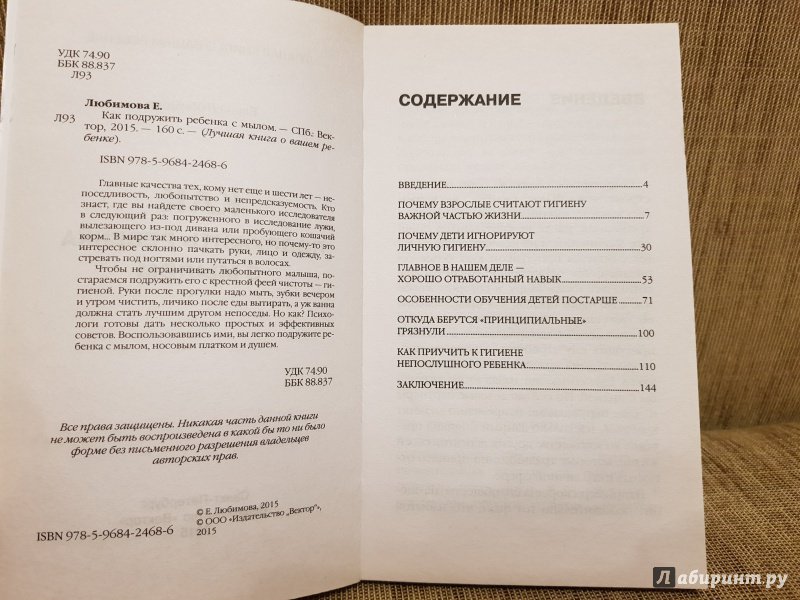 УДК 74.90
ББК 88.837
Л93
Любимова Е.
Л93 Как подружить ребенка с мылом. — СПб.: Век-
тор, 2015. — 160 с. — (Лучшая книга о вашем ре-
бенке).
ISBN 978-5-9684-2468-6
Главные качества тех, кому нет еще и шести лет — не-
поседливость, любопытство и непредсказуемость. Кто
знает, где вы найдете своего маленького исследователя
в следующий раз: погруженного в исследование лужи,
вылезающего из-под дивана или пробующего кошачий
корм... В мире так много интересного, но почему-то это
интересное склонно пачкать руки, лицо и одежду, за-
стревать под ногтями или путаться в волосах.
Чтобы не ограничивать любопытного малыша, по-
стараемся подружить его с крестной феей чистоты — ги-
гиеной. Руки после прогулки надо мыть, зубки вечером
и утром чистить, личико после еды вытирать, а уж ванна
должна стать лучшим другом непоседы. Но как? Психо-
логи готовы дать несколько простых и эффективных
советов. Воспользовавшись ими, вы легко подружите ре-
бенка с мылом, носовым платком и душем.
УДК 74.90
ББК 88.837
Все права защищены. Никакая часть данной книги
не может быть воспроизведена в какой бы то ни было
форме без письменного разрешения владельцев
авторских прав.
© Е. Любимова, 2015
© ООО «Издательство „Вектор“»,
2015
ISBN 978-5-9684-2468-6
СОДЕРЖАНИЕ
ВВЕДЕНИЕ...4
ПОЧЕМУ ВЗРОСЛЫЕ СЧИТАЮТ ГИГИЕНУ
ВАЖНОЙ ЧАСТЬЮ ЖИЗНИ...7
ПОЧЕМУ ДЕТИ ИГНОРИРУЮТ
ЛИЧНУЮ ГИГИЕНУ...30
ГЛАВНОЕ В НАШЕМ ДЕЛЕ —
ХОРОШО ОТРАБОТАННЫЙ НАВЫК...53
ОСОБЕННОСТИ ОБУЧЕНИЯ ДЕТЕЙ ПОСТАРШЕ...71
ОТКУДА БЕРУТСЯ «ПРИНЦИПИАЛЬНЫЕ»
ГРЯЗНУЛИ...100
КАК ПРИУЧИТЬ К ГИГИЕНЕ
НЕПОСЛУШНОГО РЕБЕНКА...110
ЗАКЛЮЧЕНИЕ...144
Лабиринт.ру